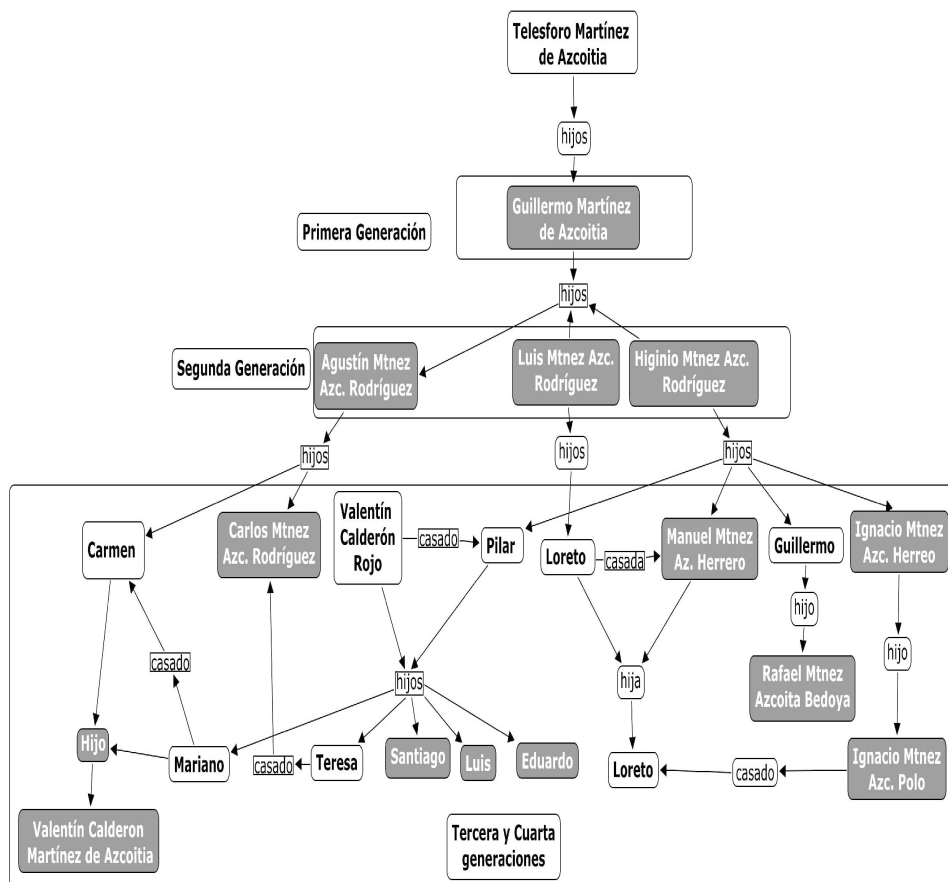 Telesforo Martínez
de Azcoitia
hijos
Guillermo Martínez
de Azcoitia
Primera Generación
hijos
Segunda Generación
Agustín Mtnez
Azc. Rodríguez
Luis Mtnez Azc.
Rodríguez
Higinio Mtnez Azc.
Rodríguez
hijos
hijos
hijos
Carmen
Carlos Mtnez
Azc. Rodríguez
Valentín
Calderón
Rojo
casado
Pilar
Loreto
casada
Manuel Mtnez
Az. Herrero
Guillermo
Ignacio Mtnez
Azc. Herreo
hijo
hijo
casado
hijos
hija
Rafael Mtnez
Azcoita Bedoya
Hijo
Mariano
casado
Teresa
Santiago
Luis
Eduardo
Loreto
casado
Ignacio Mtnez
Azc. Polo
Valentín Calderon
Martínez de Azcoitia
Tercera y Cuarta
generaciones